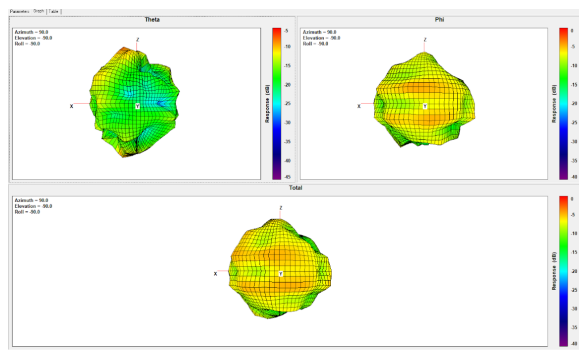 Parameters Graph Table
Theta
Azimuth = 90.0
Elevation = -90.0
Roll = -90.0
Z
X
Y
-5
-10
-15
-20
-25
-30
-35
-40
-45
Response (dB)
Phi
Azimuth = 90.0
Elevation = -90.0
Roll = -90.0
Z
X
Y
0
-5
-10
-15
-20
-25
-30
-35
-40
Response (dB)
Total
Azimuth = 90.0
Elevation = -90.0
Roll = -90.0
Z
X
Y
0
-5
-10
-15
-20
-25
-30
-35
-40
Response (dB)